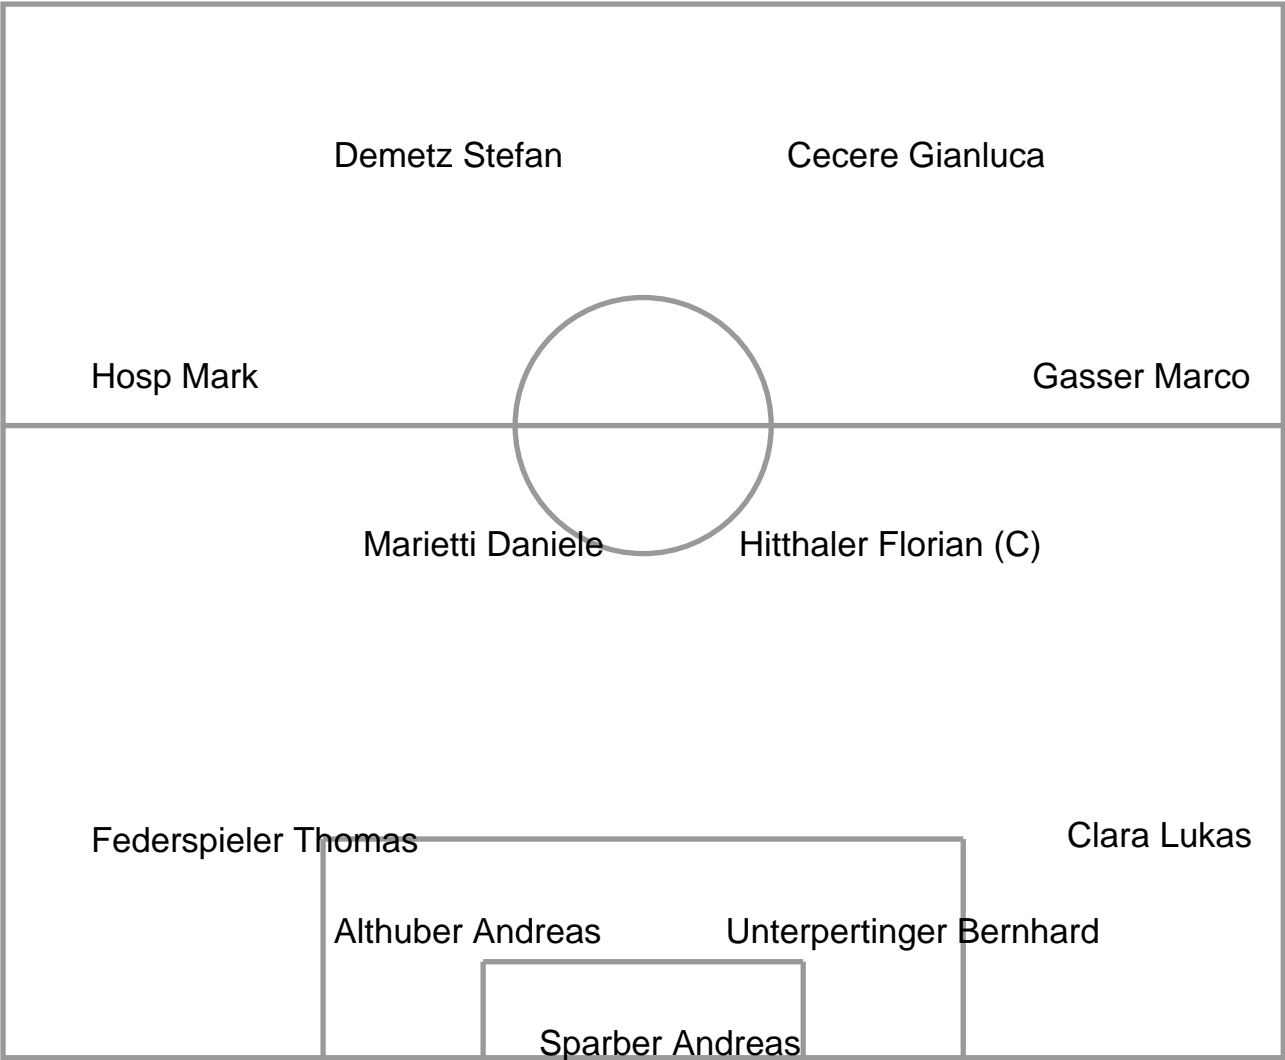 Demetz Stefan
Cecere Gianluca
Hosp Mark
Gasser Marco
Marietti Daniele
Hitthaler Florian (C)
Federspieler Thomas
Clara Lukas
Althuber Andreas
Unterpertinger Bernhard
Sparber Andreas